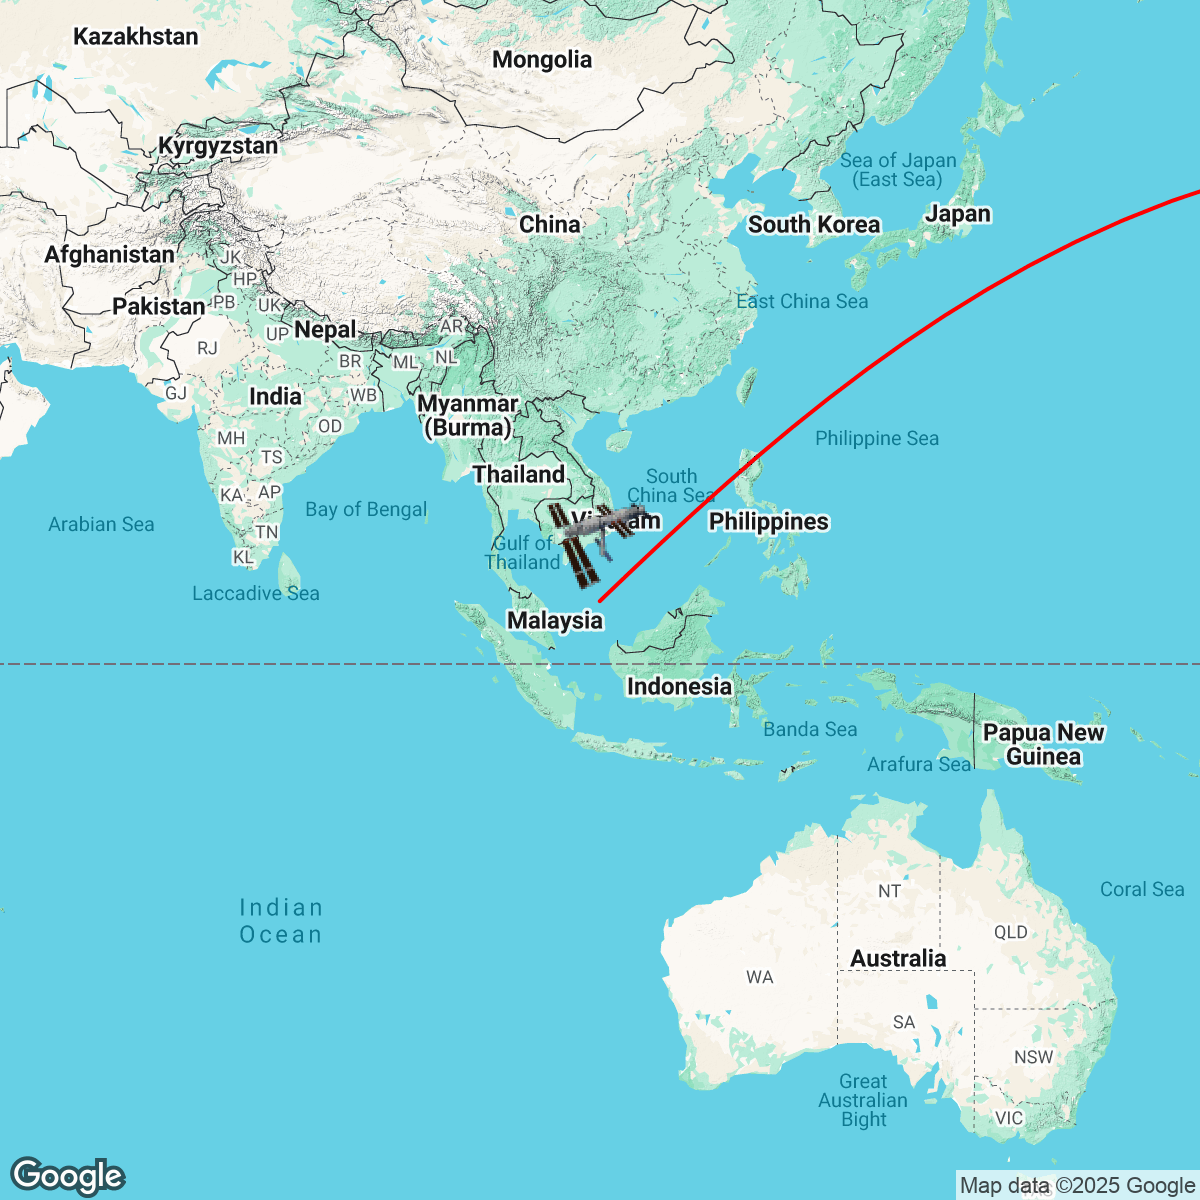 Kazakhstan
Mongolia
Kyrgyzstan
Sea of Japan
(East Sea)
China
South Korea
Japan
Afghanistan
JK
HP
Pakistan
PB
UK
East China Sea
Nepal
AR
UP
RJ
BR
ML
NL
GJ
India
WB
Myanmar
(Burma)
OD
MH
Philippine Sea
TS
Thailand
South
China Sea
KA
AP
Bay of Bengal
Arabian Sea
Vietnam
Philippines
TN
Gulf of
Thailand
KL
Laccadive Sea
Malaysia
Indonesia
Banda Sea
Papua New
Guinea
Arafura Sea
NT
Coral Sea
Indian
Ocean
QLD
Australia
WA
SA
NSW
Great
Australian
Bight
VIC
Google
Map data ©2025 Google
TAS